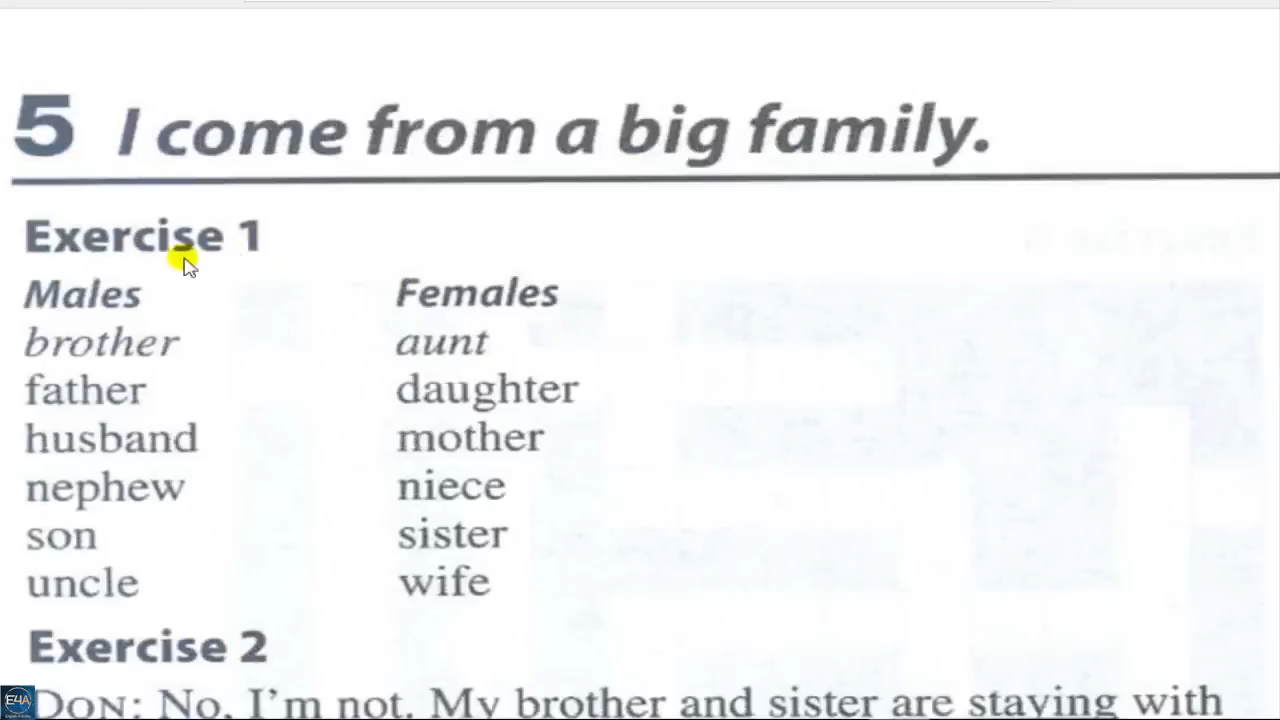 5 I come from a big family.
Exercise 1
Males Females
brother aunt
father daughter
husband mother
nephew niece
son sister
uncle wife
Exercise 2
DON: No, I'm not. My brother and sister are staying with
E4A